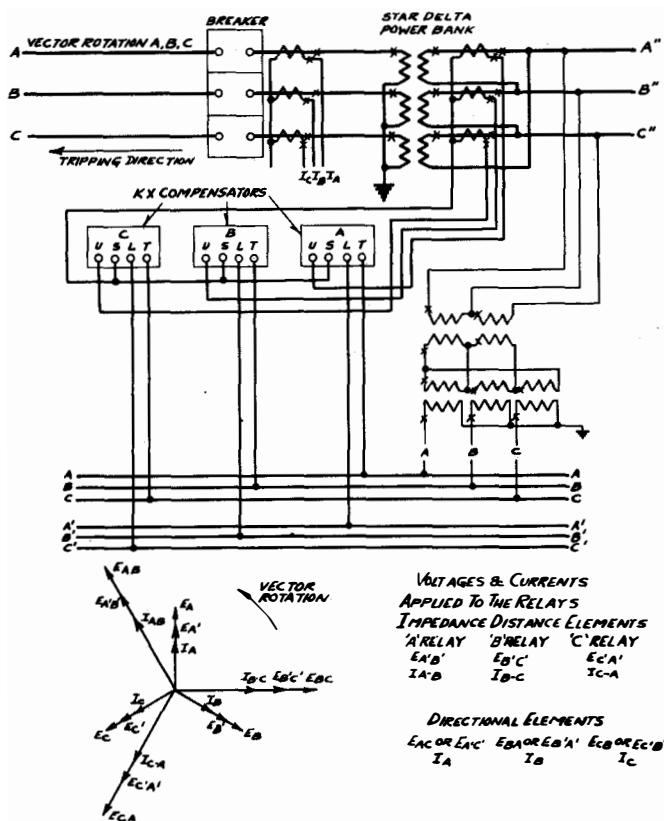 BREAKER
STAR DELTA
POWER BANK
A VECTOR ROTATION A, B, C A"
B B"
C C"
TRIPPING DIRECTION
IC IB IA
KX COMPENSATORS
C B A
U S L T U S L T U S L T
A B C
A A
B B
C C
A' A'
B' B'
C' C'
EAB
EA'B'
IAB
EA
EA'
IA
VECTOR
ROTATION
IB-C EB'C' EBC
IC
EC'
EC
IB
EB'
EB
IC-A
EC'A'
ECA
VOLTAGES & CURRENTS
APPLIED TO THE RELAYS
IMPEDANCE DISTANCE ELEMENTS
'A' RELAY 'B' RELAY 'C' RELAY
EA'B' EB'C' EC'A'
IA-B IB-C IC-A
DIRECTIONAL ELEMENTS
EAC OR EA'C' EBA OR EB'A' ECB OR EC'B'
IA IB IC